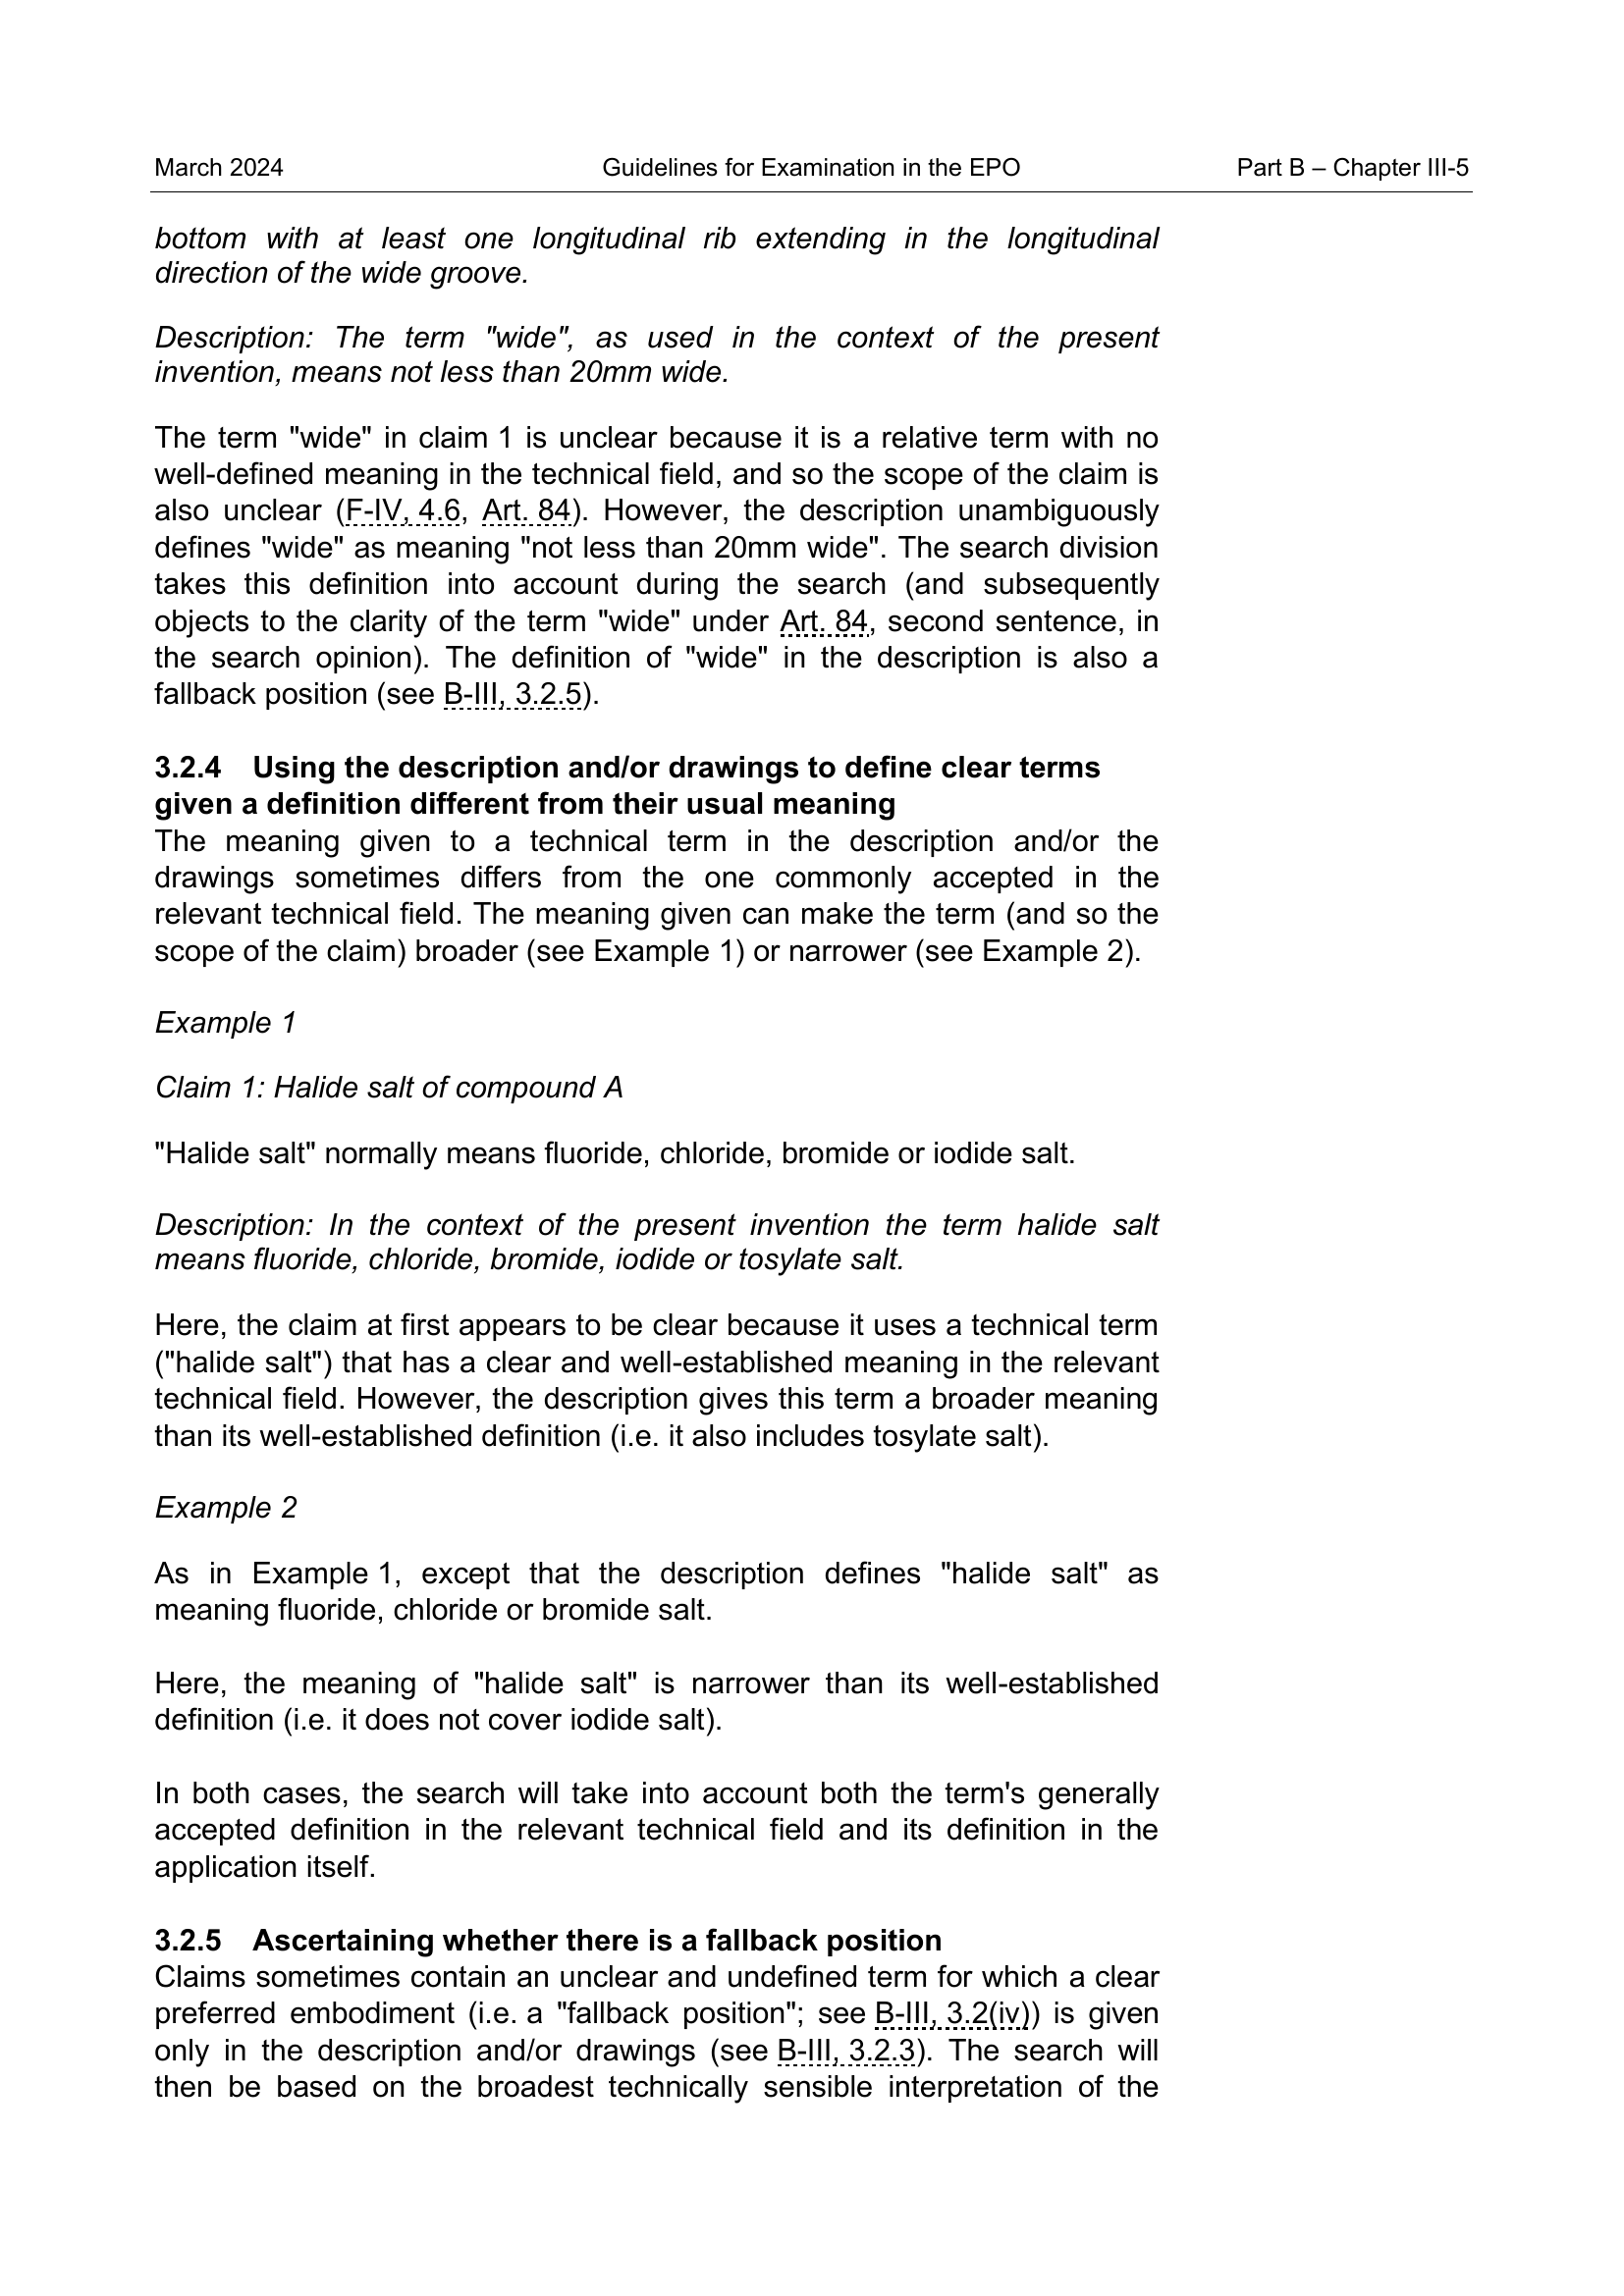 March 2024 Guidelines for Examination in the EPO Part B – Chapter III-5
bottom with at least one longitudinal rib extending in the longitudinal
direction of the wide groove.
Description: The term "wide", as used in the context of the present
invention, means not less than 20mm wide.
The term "wide" in claim 1 is unclear because it is a relative term with no
well-defined meaning in the technical field, and so the scope of the claim is
also unclear (F-IV, 4.6, Art. 84). However, the description unambiguously
defines "wide" as meaning "not less than 20mm wide". The search division
takes this definition into account during the search (and subsequently
objects to the clarity of the term "wide" under Art. 84, second sentence, in
the search opinion). The definition of "wide" in the description is also a
fallback position (see B-III, 3.2.5).
3.2.4 Using the description and/or drawings to define clear terms
given a definition different from their usual meaning
The meaning given to a technical term in the description and/or the
drawings sometimes differs from the one commonly accepted in the
relevant technical field. The meaning given can make the term (and so the
scope of the claim) broader (see Example 1) or narrower (see Example 2).
Example 1
Claim 1: Halide salt of compound A
"Halide salt" normally means fluoride, chloride, bromide or iodide salt.
Description: In the context of the present invention the term halide salt
means fluoride, chloride, bromide, iodide or tosylate salt.
Here, the claim at first appears to be clear because it uses a technical term
("halide salt") that has a clear and well-established meaning in the relevant
technical field. However, the description gives this term a broader meaning
than its well-established definition (i.e. it also includes tosylate salt).
Example 2
As in Example 1, except that the description defines "halide salt" as
meaning fluoride, chloride or bromide salt.
Here, the meaning of "halide salt" is narrower than its well-established
definition (i.e. it does not cover iodide salt).
In both cases, the search will take into account both the term's generally
accepted definition in the relevant technical field and its definition in the
application itself.
3.2.5 Ascertaining whether there is a fallback position
Claims sometimes contain an unclear and undefined term for which a clear
preferred embodiment (i.e. a "fallback position"; see B-III, 3.2(iv)) is given
only in the description and/or drawings (see B-III, 3.2.3). The search will
then be based on the broadest technically sensible interpretation of the